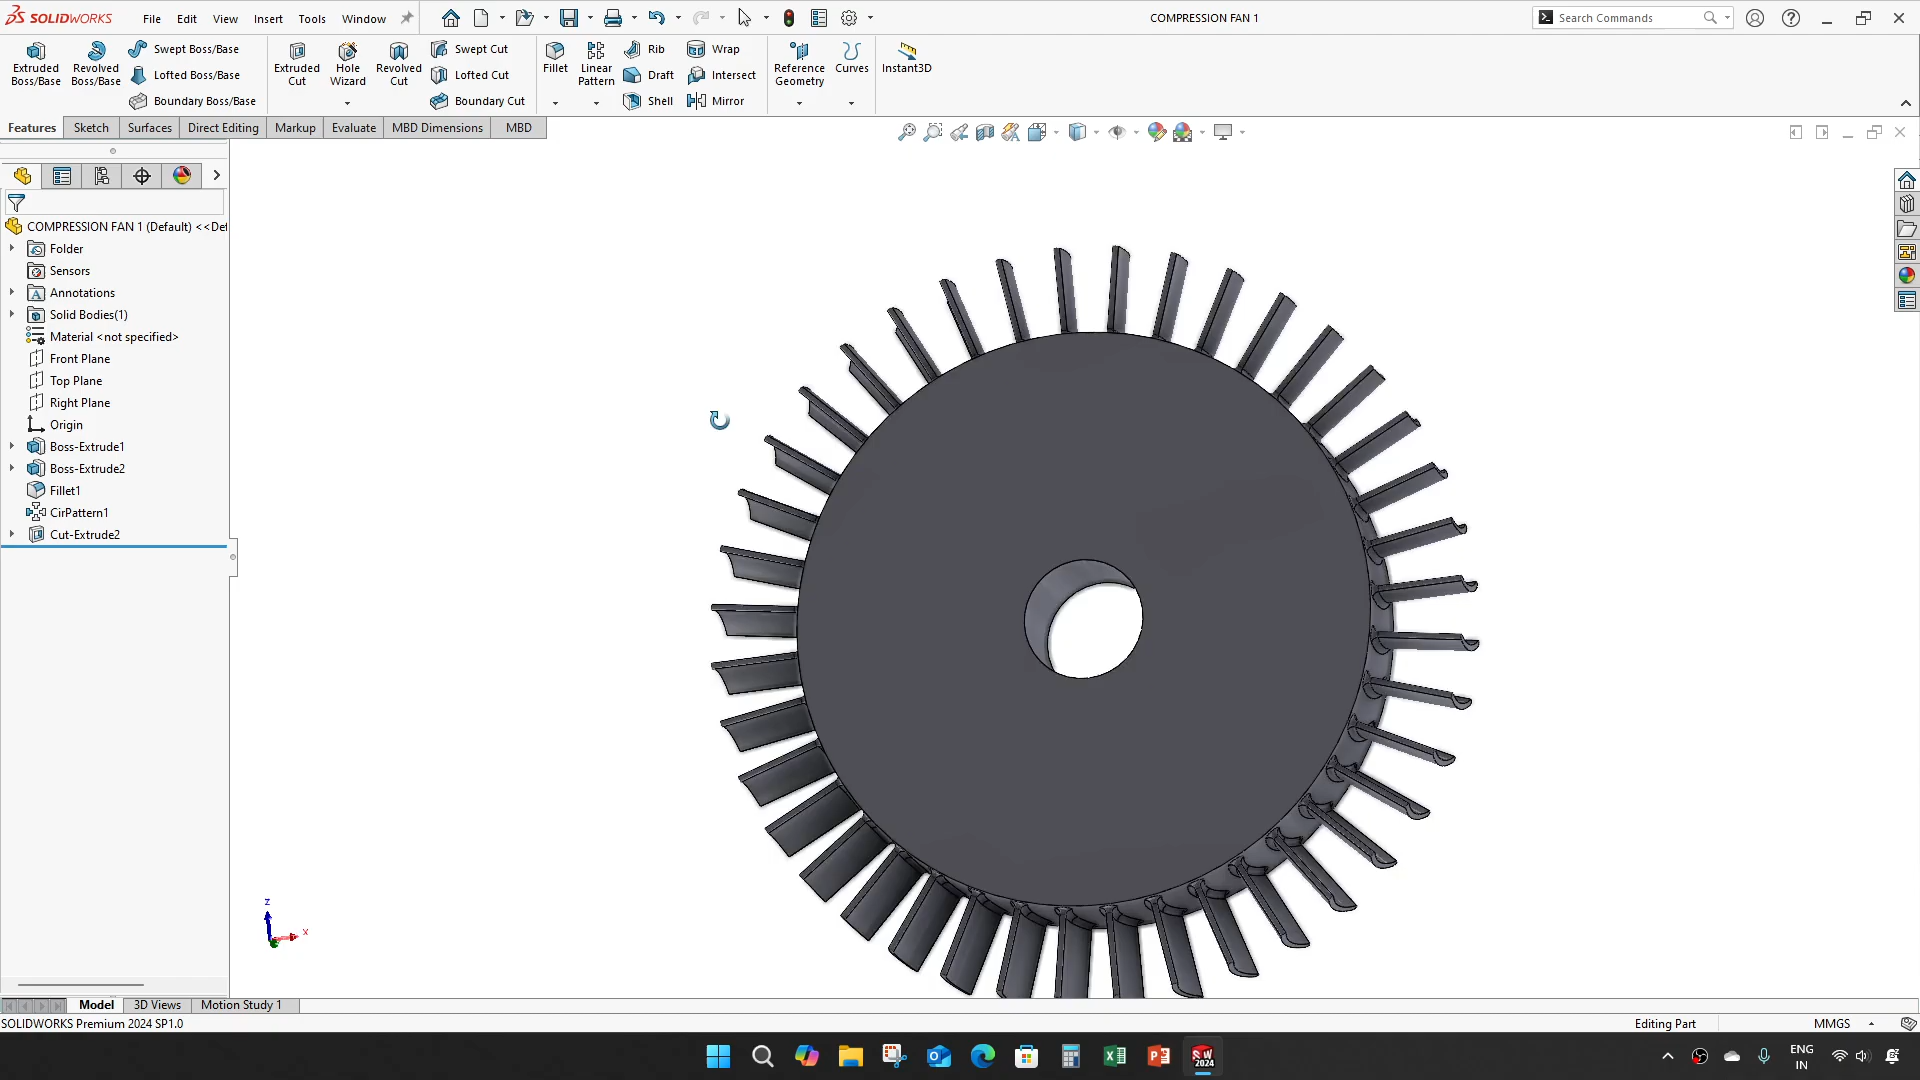 SOLIDWORKS File Edit View Insert Tools Window COMPRESSION FAN 1 Search Commands
Extruded Boss/Base
Revolved Boss/Base
Swept Boss/Base
Lofted Boss/Base
Boundary Boss/Base
Extruded Cut
Hole Wizard
Revolved Cut
Swept Cut
Lofted Cut
Boundary Cut
Fillet
Linear Pattern
Rib
Draft
Shell
Wrap
Intersect
Mirror
Reference Geometry
Curves
Instant3D
Features Sketch Surfaces Direct Editing Markup Evaluate MBD Dimensions MBD
COMPRESSION FAN 1 (Default) <<Def
Folder
Sensors
Annotations
Solid Bodies(1)
Material <not specified>
Front Plane
Top Plane
Right Plane
Origin
Boss-Extrude1
Boss-Extrude2
Fillet1
CirPattern1
Cut-Extrude2
z
x
Model 3D Views Motion Study 1
SOLIDWORKS Premium 2024 SP1.0 Editing Part MMGS
SW 2024
ENG
IN